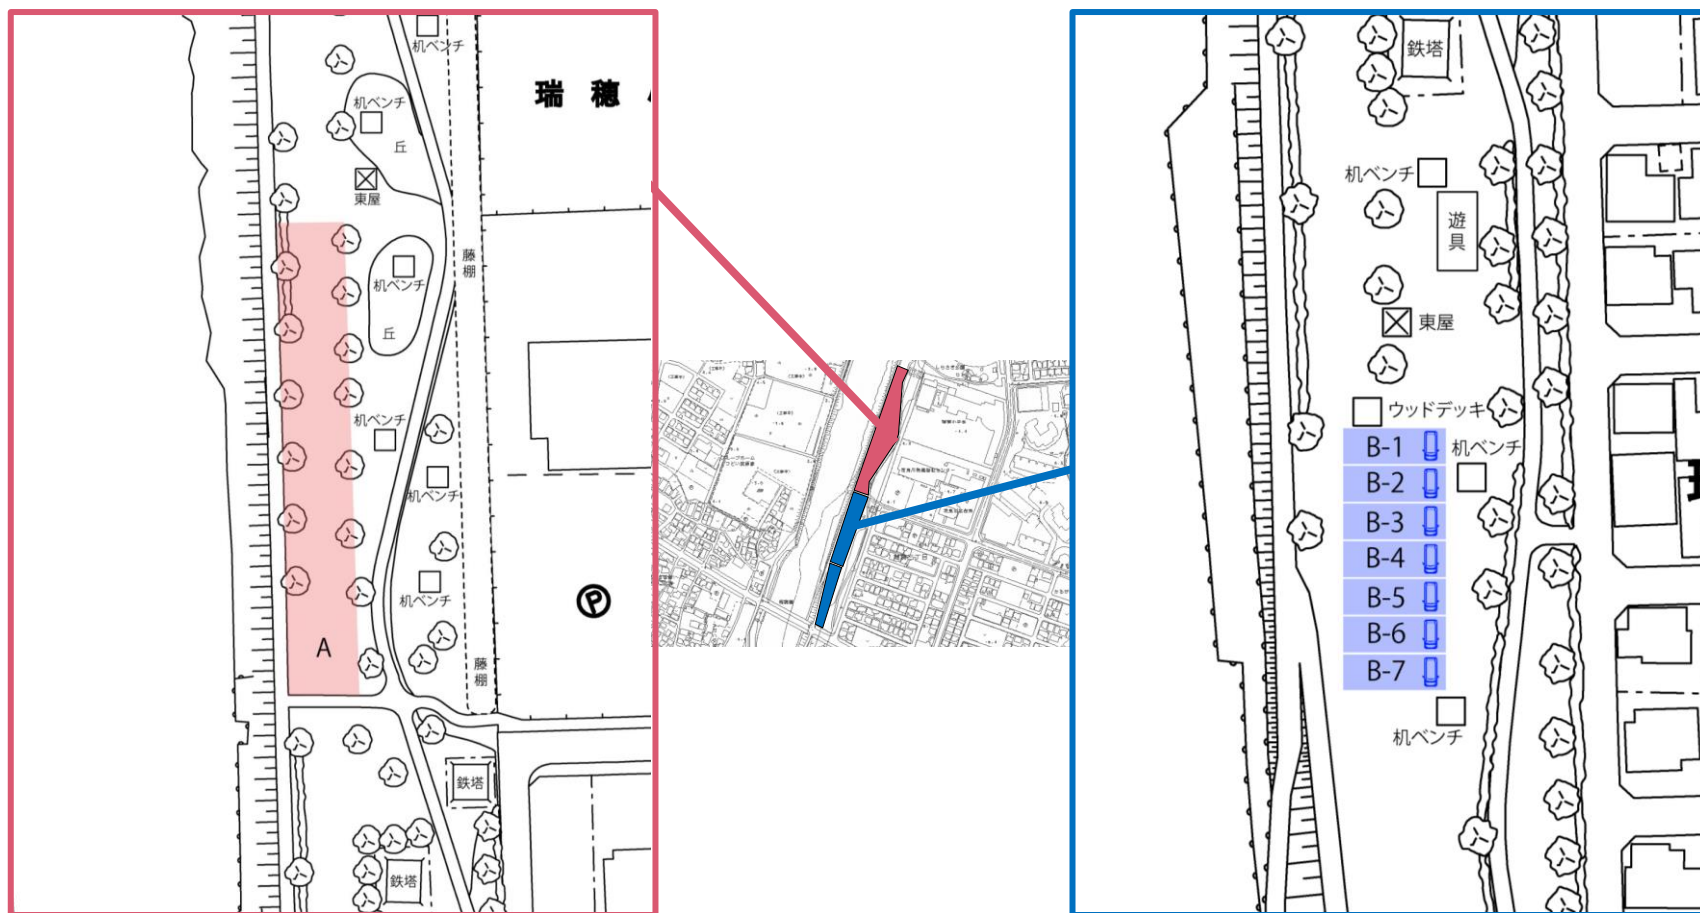 机ベンチ
瑞穂
机ベンチ
丘
東屋
藤棚
机ベンチ
丘
机ベンチ
机ベンチ
机ベンチ
P
A
藤棚
鉄塔
鉄塔
鉄塔
机ベンチ
遊具
東屋
ウッドデッキ
B-1
机ベンチ
B-2
B-3
B-4
B-5
B-6
B-7
机ベンチ